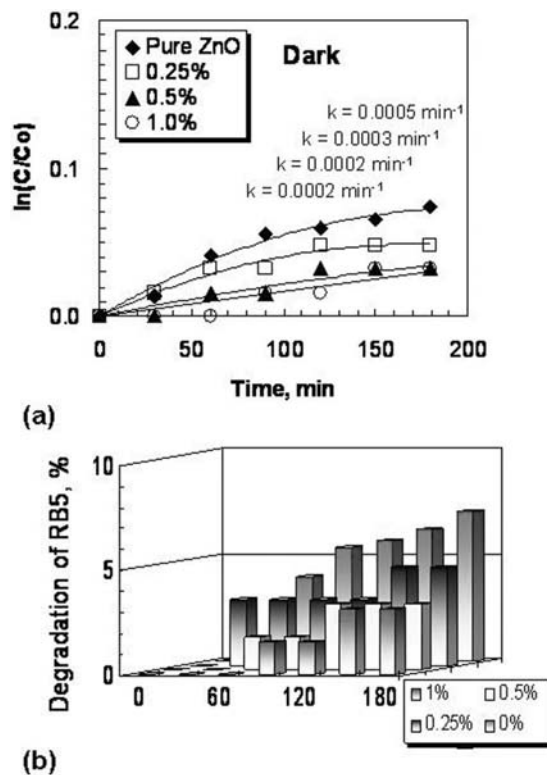 0.2
Pure ZnO
0.25%
0.5%
1.0%
Dark
k = 0.0005 min⁻¹
k = 0.0003 min⁻¹
k = 0.0002 min⁻¹
k = 0.0002 min⁻¹
ln(C/Co)
0.1
0.0
0 50 100 150 200
Time, min
(a)
Degradation of RB5, %
10
5
0
0 60 120 180
1% 0.5%
0.25% 0%
(b)